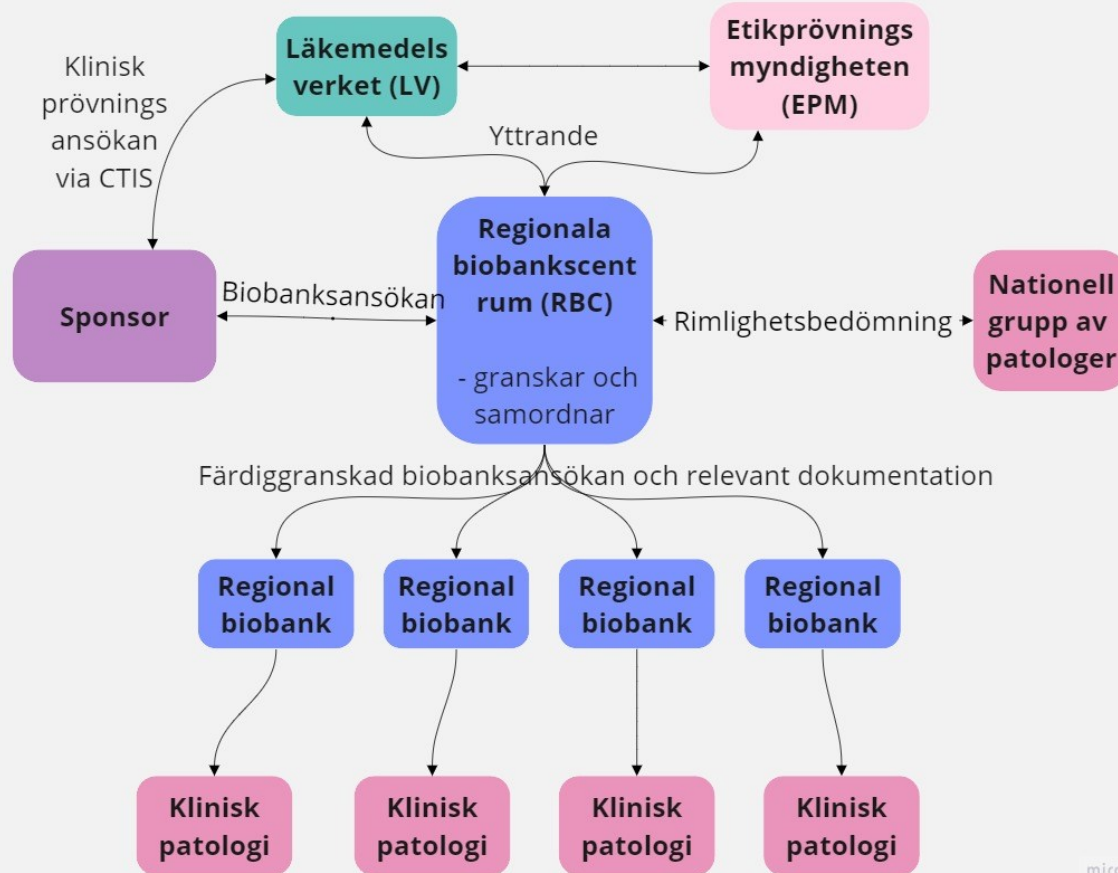 Läkemedels
verket (LV)
Etikprövnings
myndigheten
(EPM)
Klinisk
prövnings
ansökan
via CTIS
Yttrande
Regionala
biobankscent
rum (RBC)
- granskar och
samordnar
Sponsor
Biobanksansökan
Rimlighetsbedömning
Nationell
grupp av
patologer
Färdiggranskad biobanksansökan och relevant dokumentation
Regional
biobank
Regional
biobank
Regional
biobank
Regional
biobank
Klinisk
patologi
Klinisk
patologi
Klinisk
patologi
Klinisk
patologi